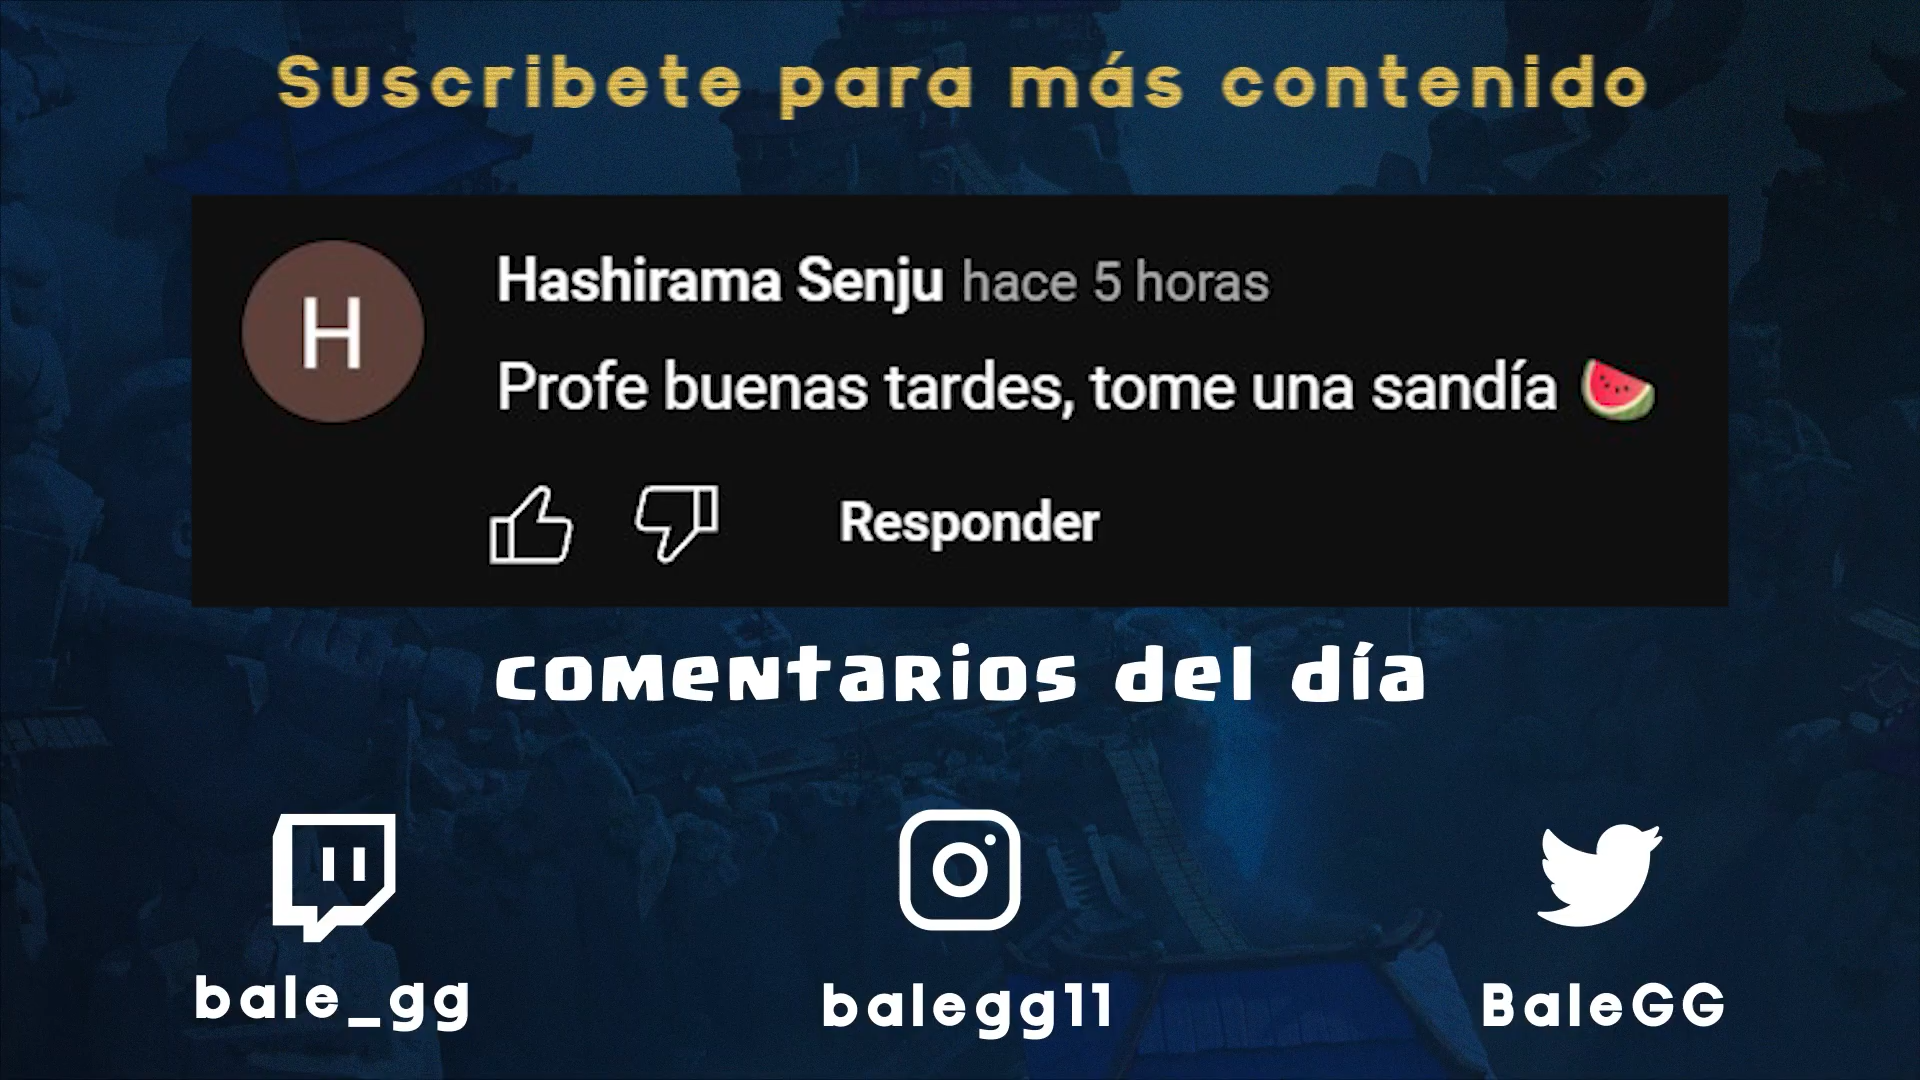 Suscribete para más contenido
H
Hashirama Senju hace 5 horas
Profe buenas tardes, tome una sandía 🍉
Responder
comentarios del día
bale_gg
balegg11
BaleGG